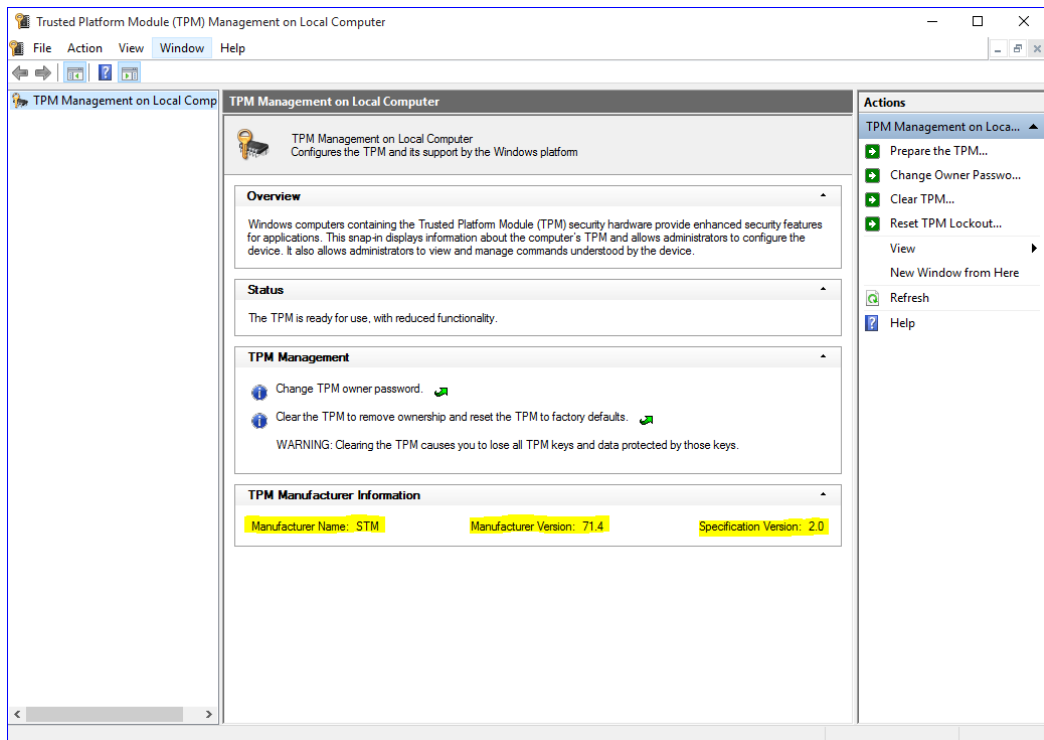 Trusted Platform Module (TPM) Management on Local Computer
File Action View Window Help
TPM Management on Local Comp
TPM Management on Local Computer
TPM Management on Local Computer
Configures the TPM and its support by the Windows platform
Overview
Windows computers containing the Trusted Platform Module (TPM) security hardware provide enhanced security features
for applications. This snap-in displays information about the computer's TPM and allows administrators to configure the
device. It also allows administrators to view and manage commands understood by the device.
Status
The TPM is ready for use, with reduced functionality.
TPM Management
Change TPM owner password.
Clear the TPM to remove ownership and reset the TPM to factory defaults.
WARNING: Clearing the TPM causes you to lose all TPM keys and data protected by those keys.
TPM Manufacturer Information
Manufacturer Name: STM Manufacturer Version: 71.4 Specification Version: 2.0
Actions
TPM Management on Loca...
Prepare the TPM...
Change Owner Passwo...
Clear TPM...
Reset TPM Lockout...
View
New Window from Here
Refresh
Help